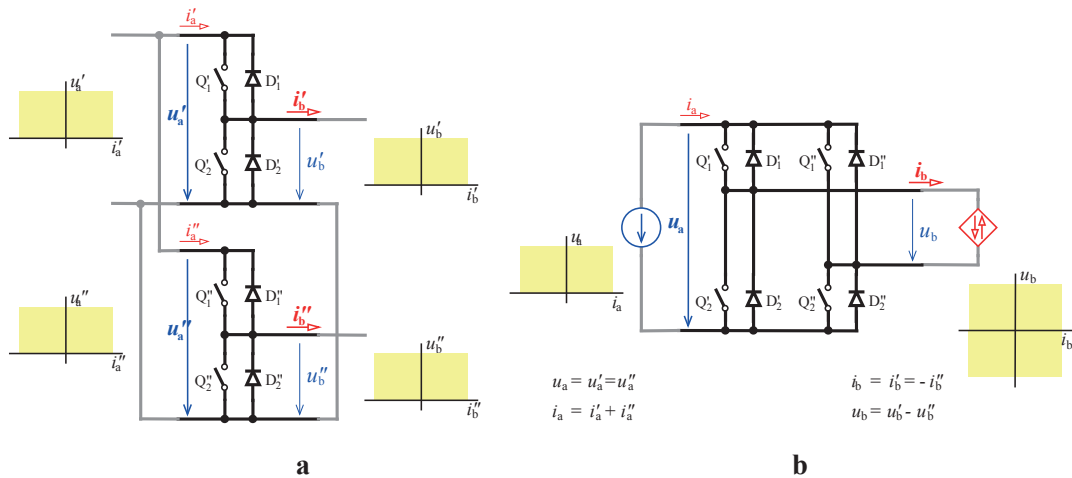 i'a
u'a
i'a
u'a
Q'1
D'1
i'b
Q'2
D'2
u'b
u'b
i'b
i''a
u''a
i''a
u''a
Q''1
D''1
i''b
Q''2
D''2
u''b
u''b
i''b
a
ia
Q'1
D'1
Q''1
D''1
ib
ua
ub
ua
ia
Q'2
D'2
Q''2
D''2
ub
ib
ua = u'a = u''a
ia = i'a + i''a
ib = i'b = - i''b
ub = u'b - u''b
b